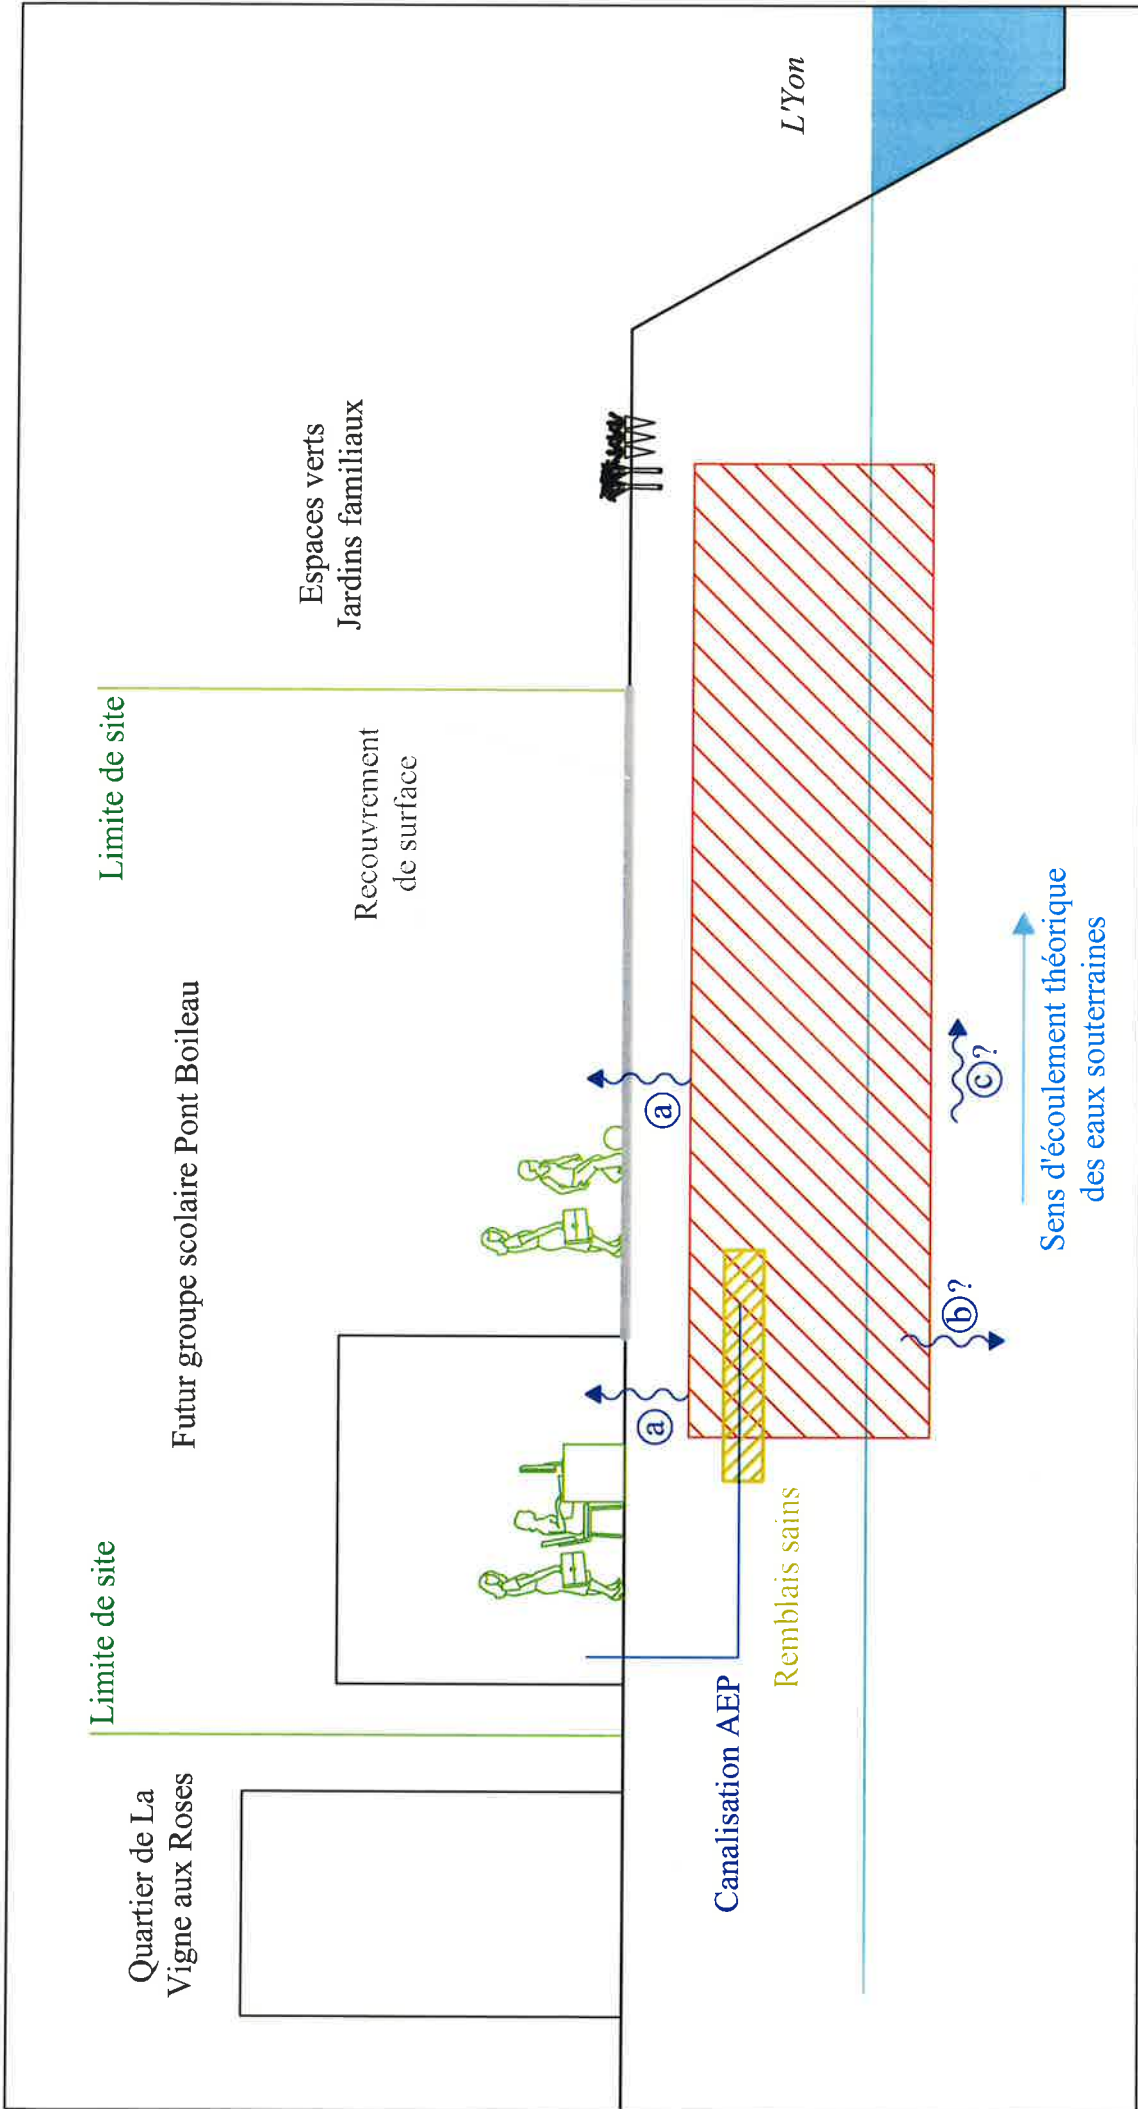 Quartier de La
Vigne aux Roses
Limite de site
Futur groupe scolaire Pont Boileau
Limite de site
Recouvrement
de surface
Espaces verts
Jardins familiaux
L'Yon
Canalisation AEP
Remblais sains
a
a
b ?
c ?
Sens d'écoulement théorique
des eaux souterraines